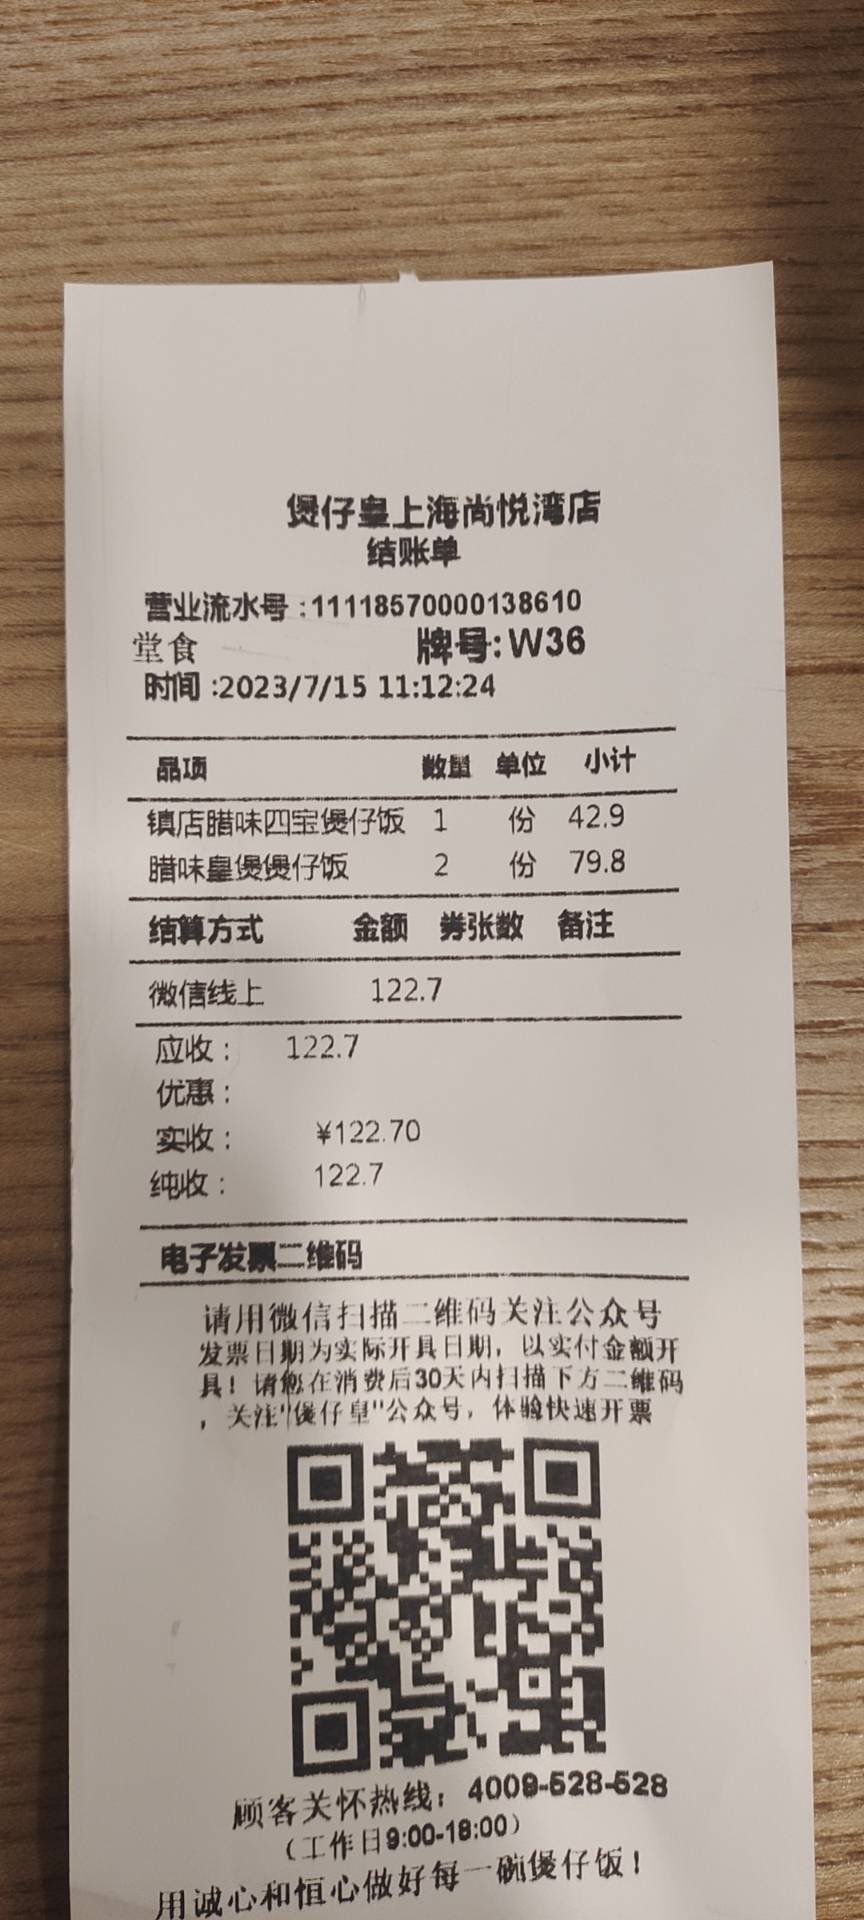 煲仔皇上海尚悦湾店
结账单
营业流水号:11118570000138610
堂食 牌号:W36
时间:2023/7/15 11:12:24
品项 数量 单位 小计
镇店腊味四宝煲仔饭 1 份 42.9
腊味皇煲煲仔饭 2 份 79.8
结算方式 金额 券张数 备注
微信线上 122.7
应收: 122.7
优惠:
实收: ¥122.70
纯收: 122.7
电子发票二维码
请用微信扫描二维码关注公众号
发票日期为实际开具日期，以实付金额开
具！请您在消费后30天内扫描下方二维码
，关注"煲仔皇"公众号，体验快速开票
顾客关怀热线：4009-528-528
（工作日9:00-18:00）
用诚心和恒心做好每一碗煲仔饭！